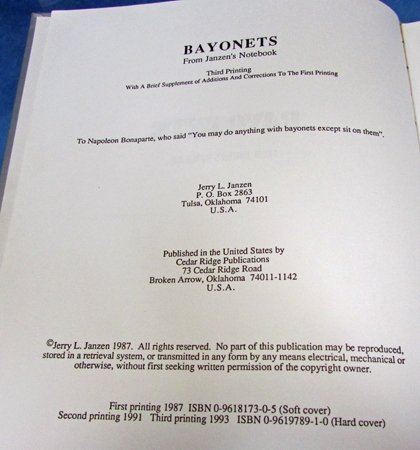 BAYONETS
From Janzen's Notebook
Third Printing
With A Brief Supplement of Additions And Corrections To The First Printing
To Napoleon Bonaparte, who said "You may do anything with bayonets except sit on them".
Jerry L. Janzen
P. O. Box 2863
Tulsa, Oklahoma 74101
U.S.A.
Published in the United States by
Cedar Ridge Publications
73 Cedar Ridge Road
Broken Arrow, Oklahoma 74011-1142
U.S.A.
©Jerry L. Janzen 1987. All rights reserved. No part of this publication may be reproduced,
stored in a retrieval system, or transmitted in any form by any means electrical, mechanical or
otherwise, without first seeking written permission of the copyright owner.
First printing 1987 ISBN 0-9618173-0-5 (Soft cover)
Second printing 1991 Third printing 1993 ISBN 0-9619789-1-0 (Hard cover)